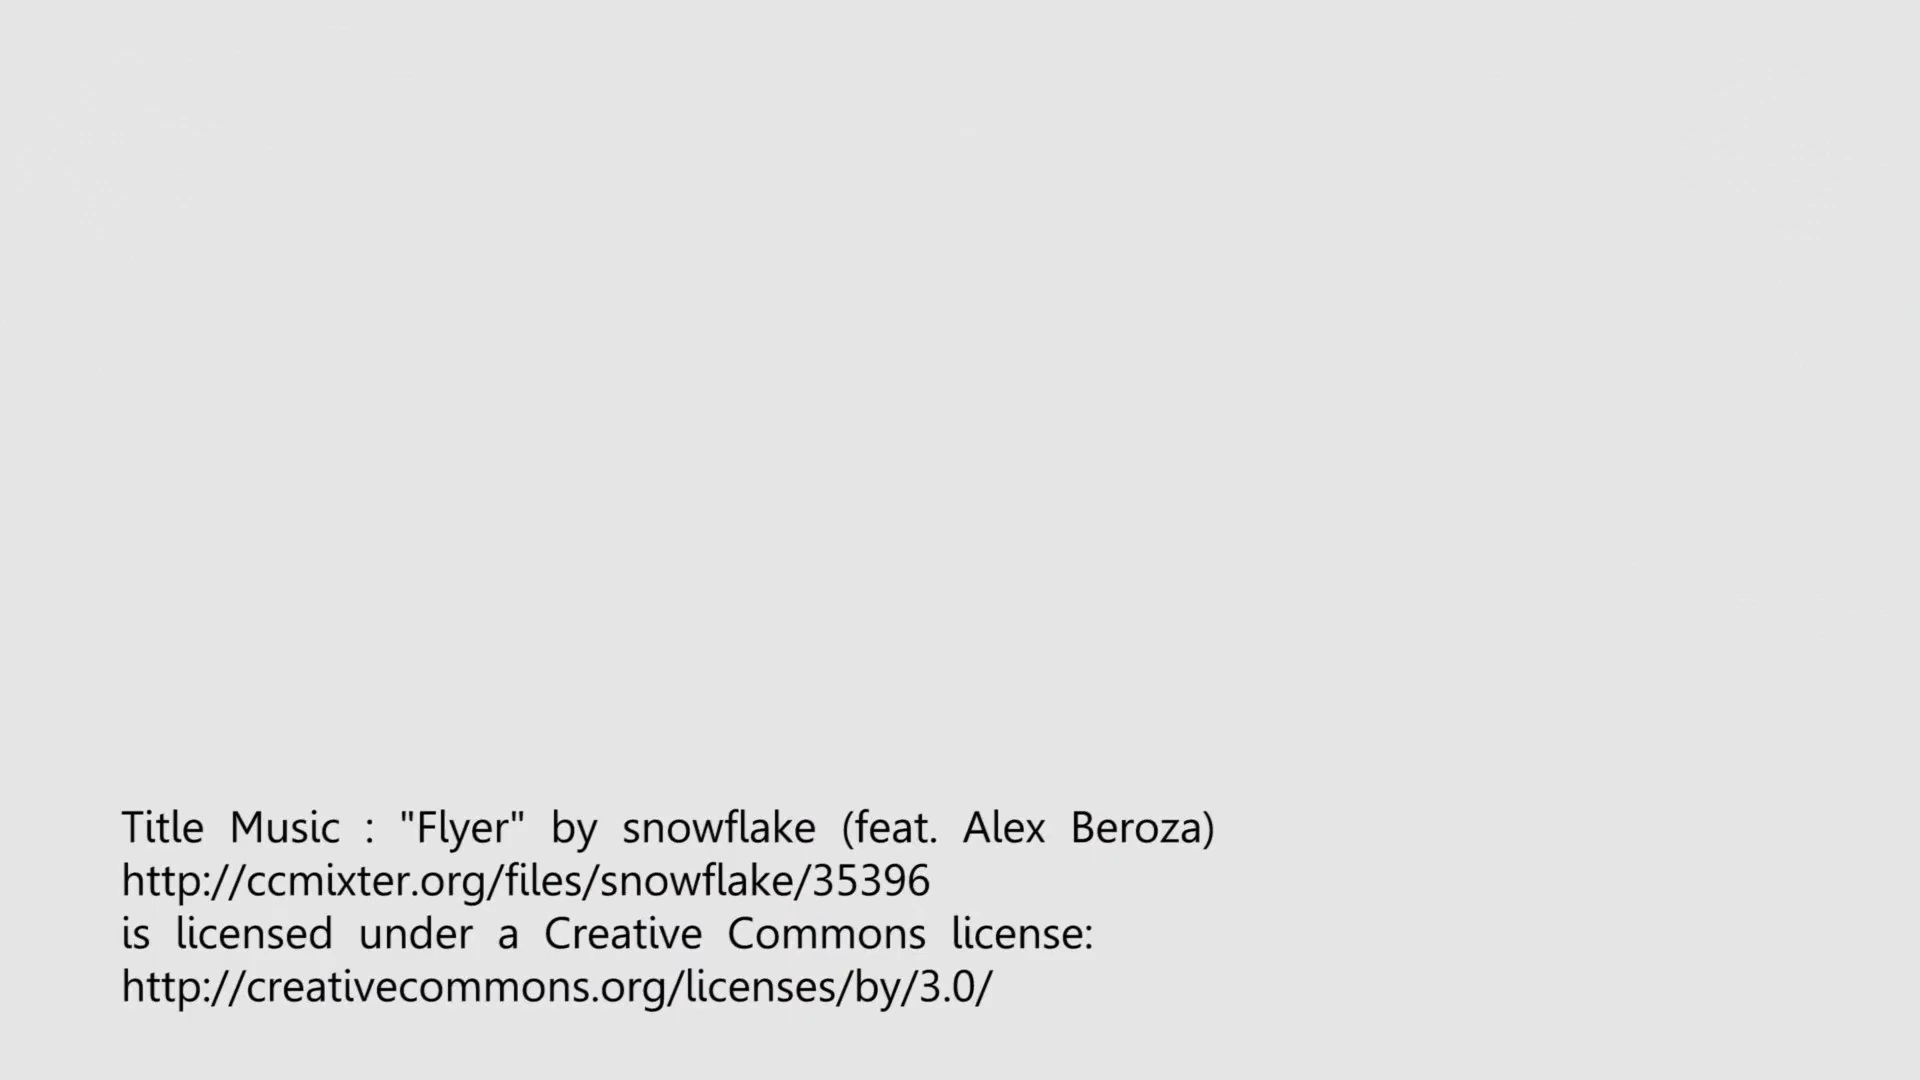 Title Music : "Flyer" by snowflake (feat. Alex Beroza)
http://ccmixter.org/files/snowflake/35396
is licensed under a Creative Commons license:
http://creativecommons.org/licenses/by/3.0/